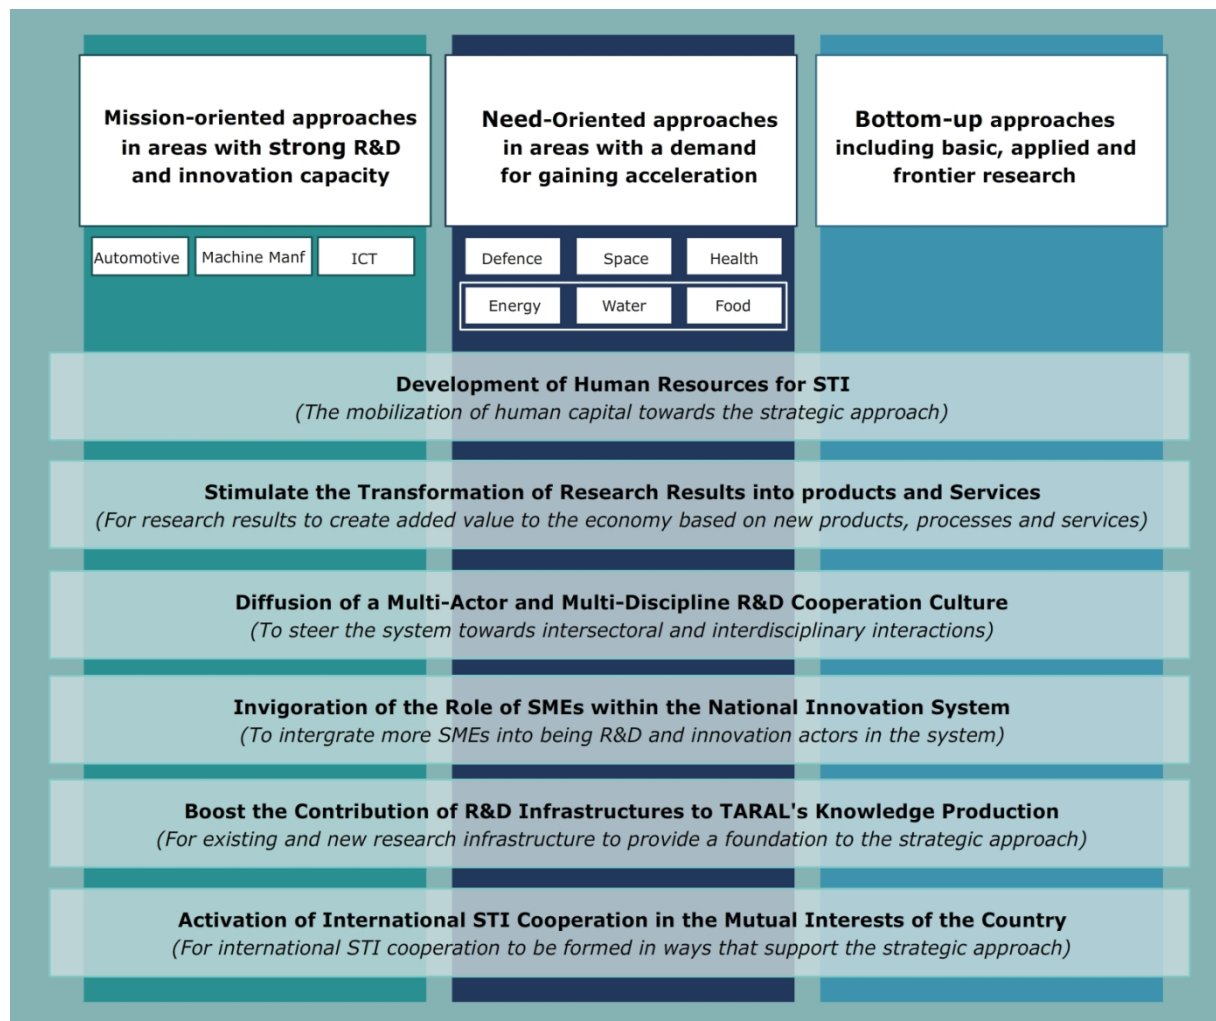 Mission-oriented approaches
in areas with strong R&D
and innovation capacity
Need-Oriented approaches
in areas with a demand
for gaining acceleration
Bottom-up approaches
including basic, applied and
frontier research
Automotive
Machine Manf
ICT
Defence
Space
Health
Energy
Water
Food
Development of Human Resources for STI
(The mobilization of human capital towards the strategic approach)
Stimulate the Transformation of Research Results into products and Services
(For research results to create added value to the economy based on new products, processes and services)
Diffusion of a Multi-Actor and Multi-Discipline R&D Cooperation Culture
(To steer the system towards intersectoral and interdisciplinary interactions)
Invigoration of the Role of SMEs within the National Innovation System
(To intergrate more SMEs into being R&D and innovation actors in the system)
Boost the Contribution of R&D Infrastructures to TARAL's Knowledge Production
(For existing and new research infrastructure to provide a foundation to the strategic approach)
Activation of International STI Cooperation in the Mutual Interests of the Country
(For international STI cooperation to be formed in ways that support the strategic approach)